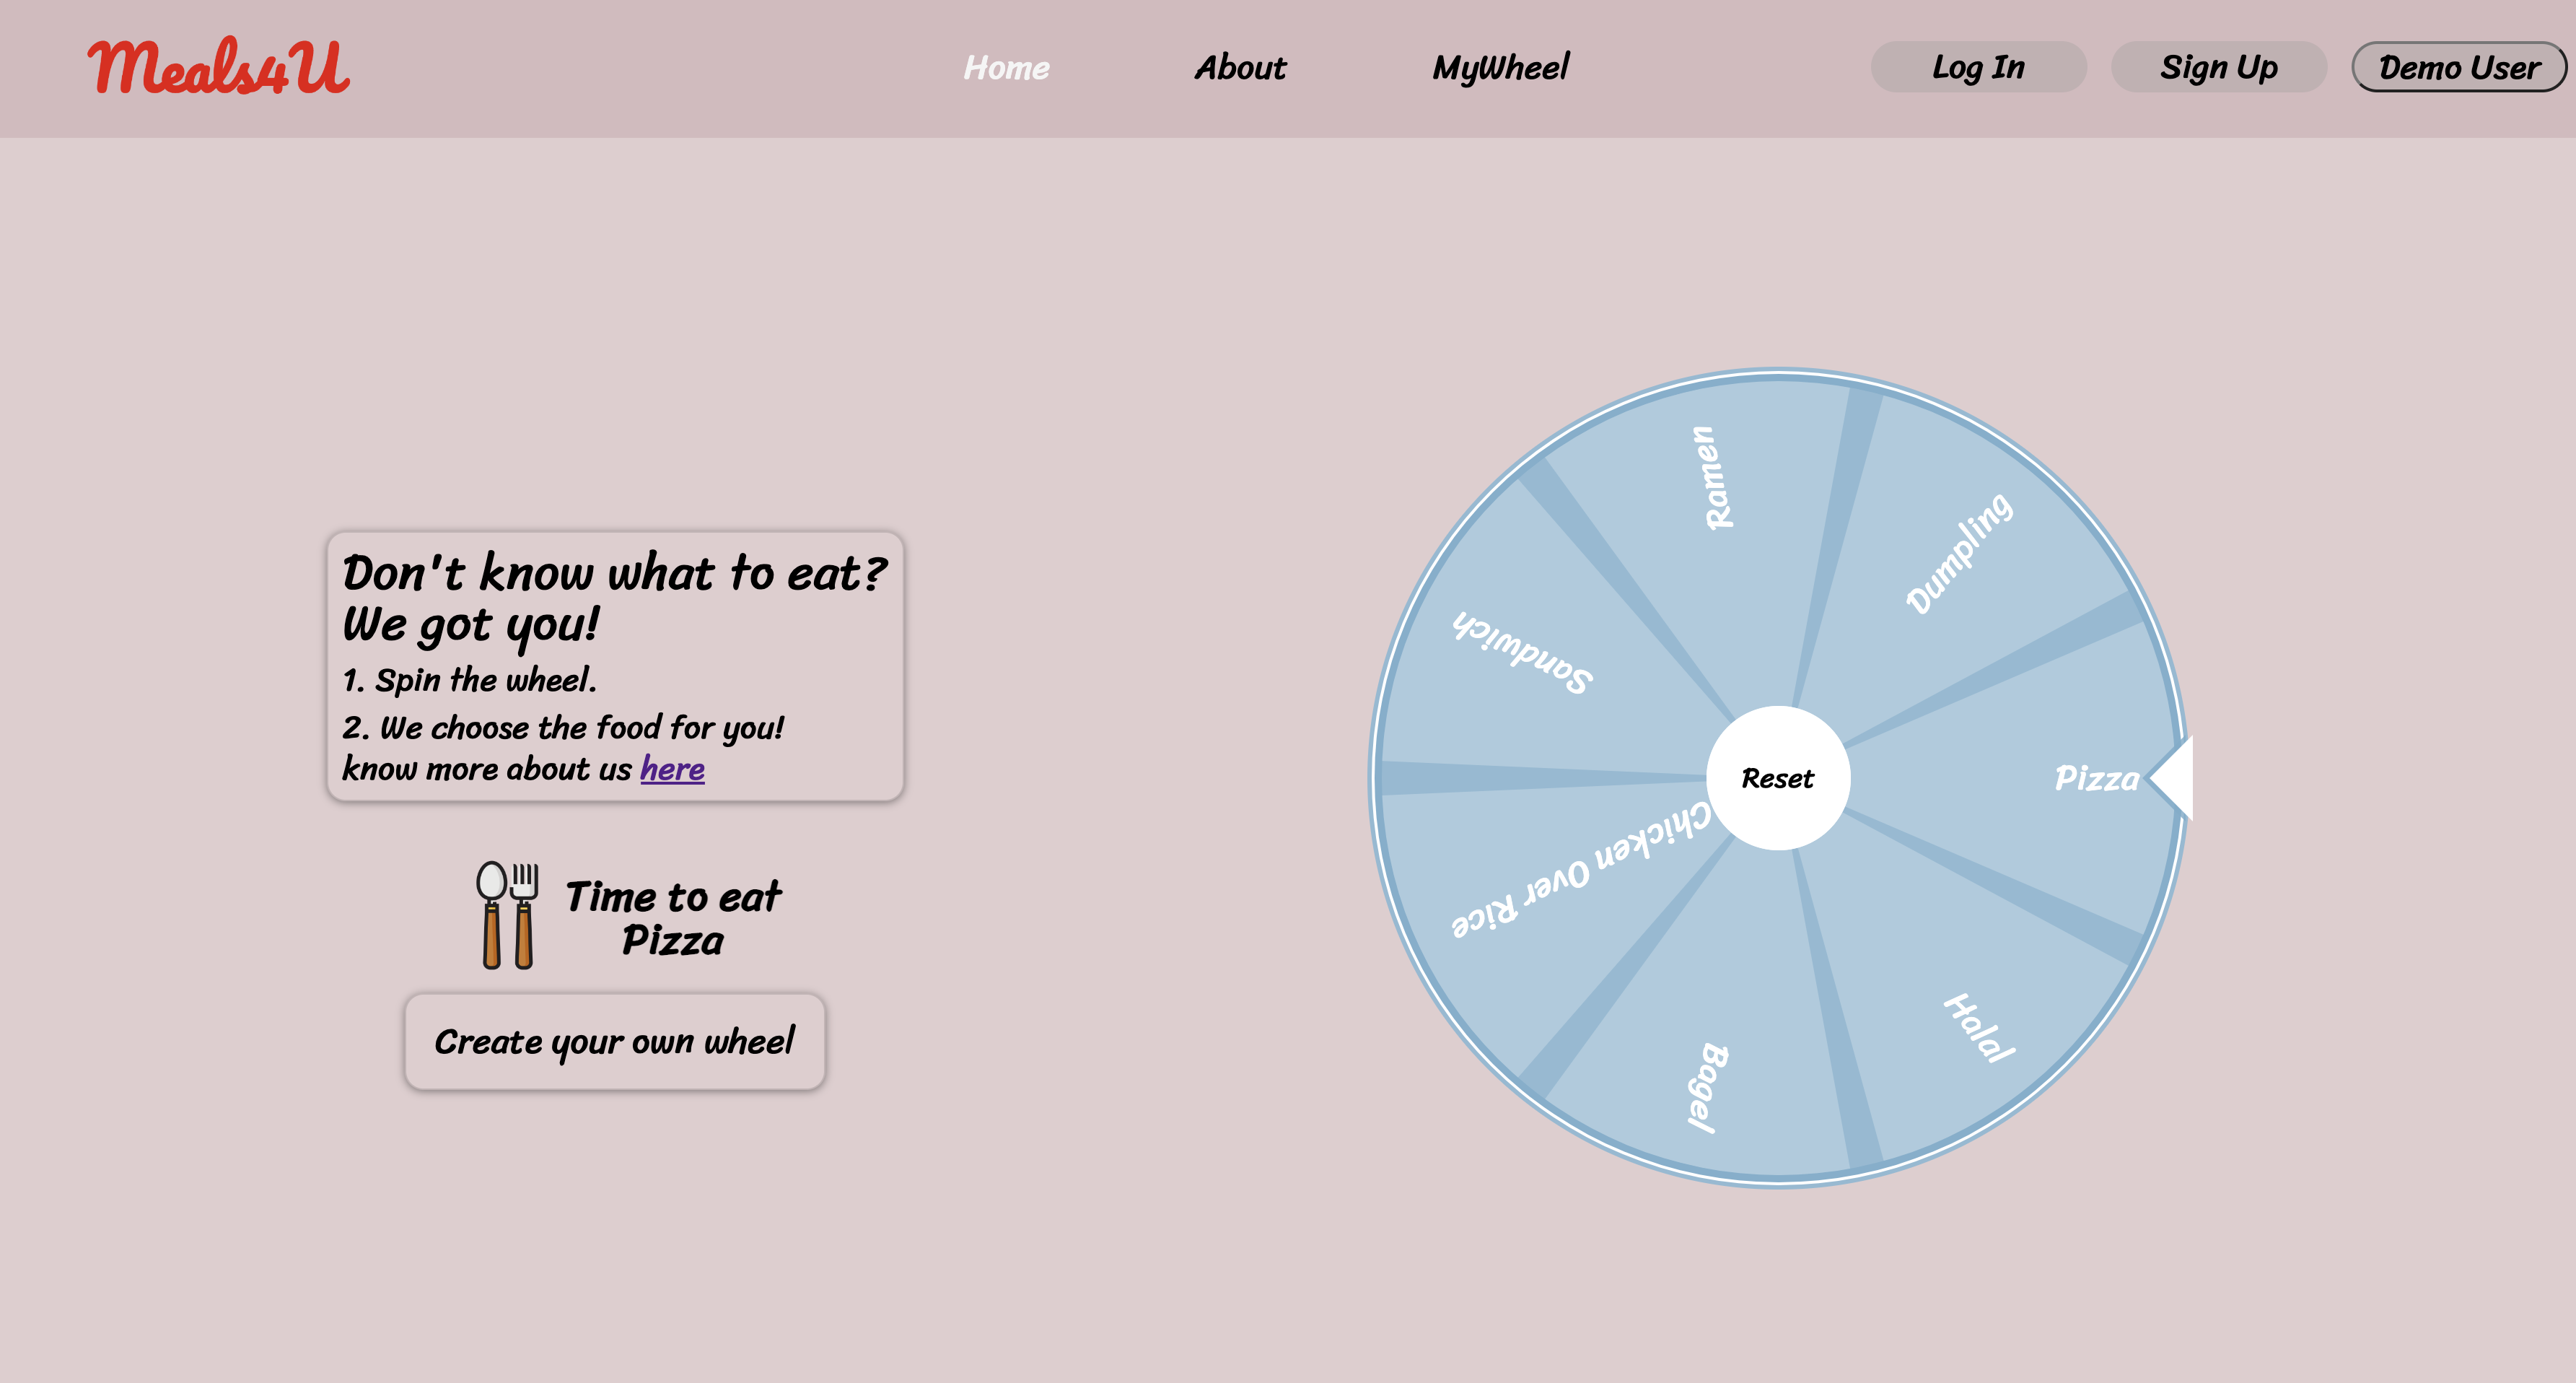 Meals4U
Home
About
MyWheel
Log In
Sign Up
Demo User
Don't know what to eat?
We got you!
1. Spin the wheel.
2. We choose the food for you!
know more about us here
Time to eat
Pizza
Create your own wheel
Ramen
Dumpling
Pizza
Halal
Bagel
Chicken Over Rice
Sandwich
Reset